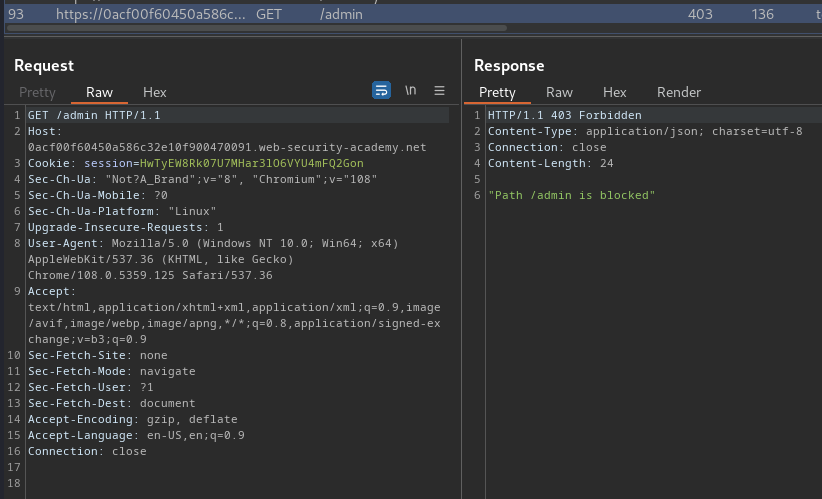 93 https://0acf00f60450a586c... GET /admin 403 136
Request
Pretty Raw Hex \n
1 GET /admin HTTP/1.1
2 Host:
0acf00f60450a586c32e10f900470091.web-security-academy.net
3 Cookie: session=HwTyEW8Rk07U7MHar3lO6VYU4mFQ2Gon
4 Sec-Ch-Ua: "Not?A_Brand";v="8", "Chromium";v="108"
5 Sec-Ch-Ua-Mobile: ?0
6 Sec-Ch-Ua-Platform: "Linux"
7 Upgrade-Insecure-Requests: 1
8 User-Agent: Mozilla/5.0 (Windows NT 10.0; Win64; x64)
AppleWebKit/537.36 (KHTML, like Gecko)
Chrome/108.0.5359.125 Safari/537.36
9 Accept:
text/html,application/xhtml+xml,application/xml;q=0.9,image
/avif,image/webp,image/apng,*/*;q=0.8,application/signed-ex
change;v=b3;q=0.9
10 Sec-Fetch-Site: none
11 Sec-Fetch-Mode: navigate
12 Sec-Fetch-User: ?1
13 Sec-Fetch-Dest: document
14 Accept-Encoding: gzip, deflate
15 Accept-Language: en-US,en;q=0.9
16 Connection: close
17
18
Response
Pretty Raw Hex Render
1 HTTP/1.1 403 Forbidden
2 Content-Type: application/json; charset=utf-8
3 Connection: close
4 Content-Length: 24
5
6 "Path /admin is blocked"